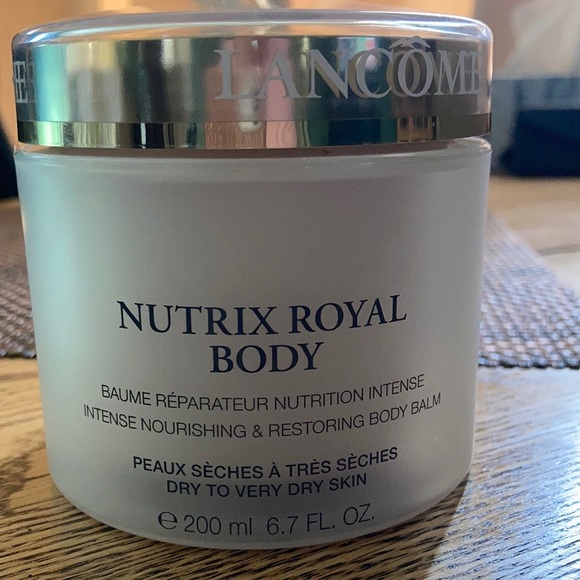 LANCÔME
NUTRIX ROYAL
BODY
BAUME RÉPARATEUR NUTRITION INTENSE
INTENSE NOURISHING & RESTORING BODY BALM
PEAUX SÈCHES À TRÈS SÈCHES
DRY TO VERY DRY SKIN
℮ 200 ml 6.7 FL. OZ.